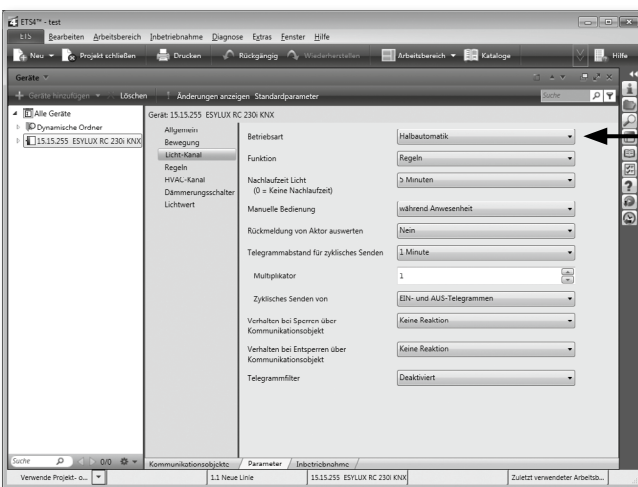 ETS4™ - test
ETS Bearbeiten Arbeitsbereich Inbetriebnahme Diagnose Extras Fenster Hilfe
Neu Projekt schließen Drucken Rückgängig Wiederherstellen Arbeitsbereich Kataloge Hilfe
Geräte
Geräte hinzufügen Löschen Änderungen anzeigen Standardparameter Suche
Alle Geräte
Dynamische Ordner
15.15.255 ESYLUX RC 230i KNX
Gerät: 15.15.255 ESYLUX RC 230i KNX
Allgemein
Bewegung
Licht-Kanal
Regeln
HVAC-Kanal
Dämmerungsschalter
Lichtwert
Betriebsart Halbautomatik
Funktion Regeln
Nachlaufzeit Licht 5 Minuten
(0 = Keine Nachlaufzeit)
Manuelle Bedienung während Anwesenheit
Rückmeldung von Aktor auswerten Nein
Telegrammabstand für zyklisches Senden 1 Minute
Multiplikator 1
Zyklisches Senden von EIN- und AUS-Telegrammen
Verhalten bei Sperren über Keine Reaktion
Kommunikationsobjekt
Verhalten bei Entsperren über Keine Reaktion
Kommunikationsobjekt
Telegrammfilter Deaktiviert
Suche 0/0
Kommunikationsobjekte Parameter Inbetriebnahme
Verwende Projekt- o... 1.1 Neue Linie 15.15.255 ESYLUX RC 230i KNX Zuletzt verwendeter Arbeitsb...